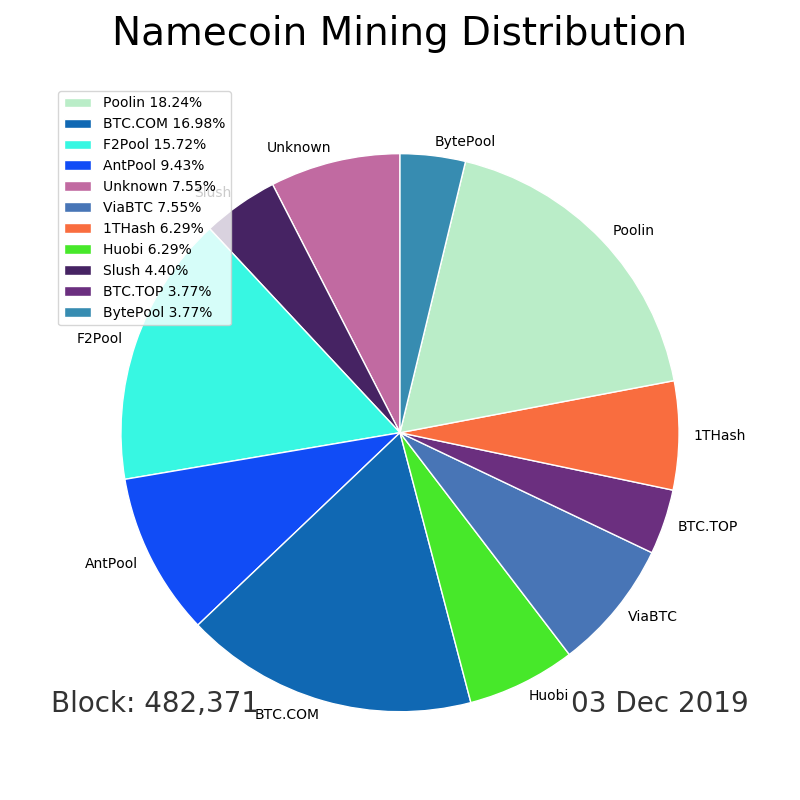 Namecoin Mining Distribution
Poolin 18.24%
BTC.COM 16.98%
F2Pool 15.72%
AntPool 9.43%
Unknown 7.55%
ViaBTC 7.55%
1THash 6.29%
Huobi 6.29%
Slush 4.40%
BTC.TOP 3.77%
BytePool 3.77%
BytePool
Unknown
Slush
Poolin
F2Pool
1THash
BTC.TOP
AntPool
ViaBTC
Huobi
BTC.COM
Block: 482,371
03 Dec 2019